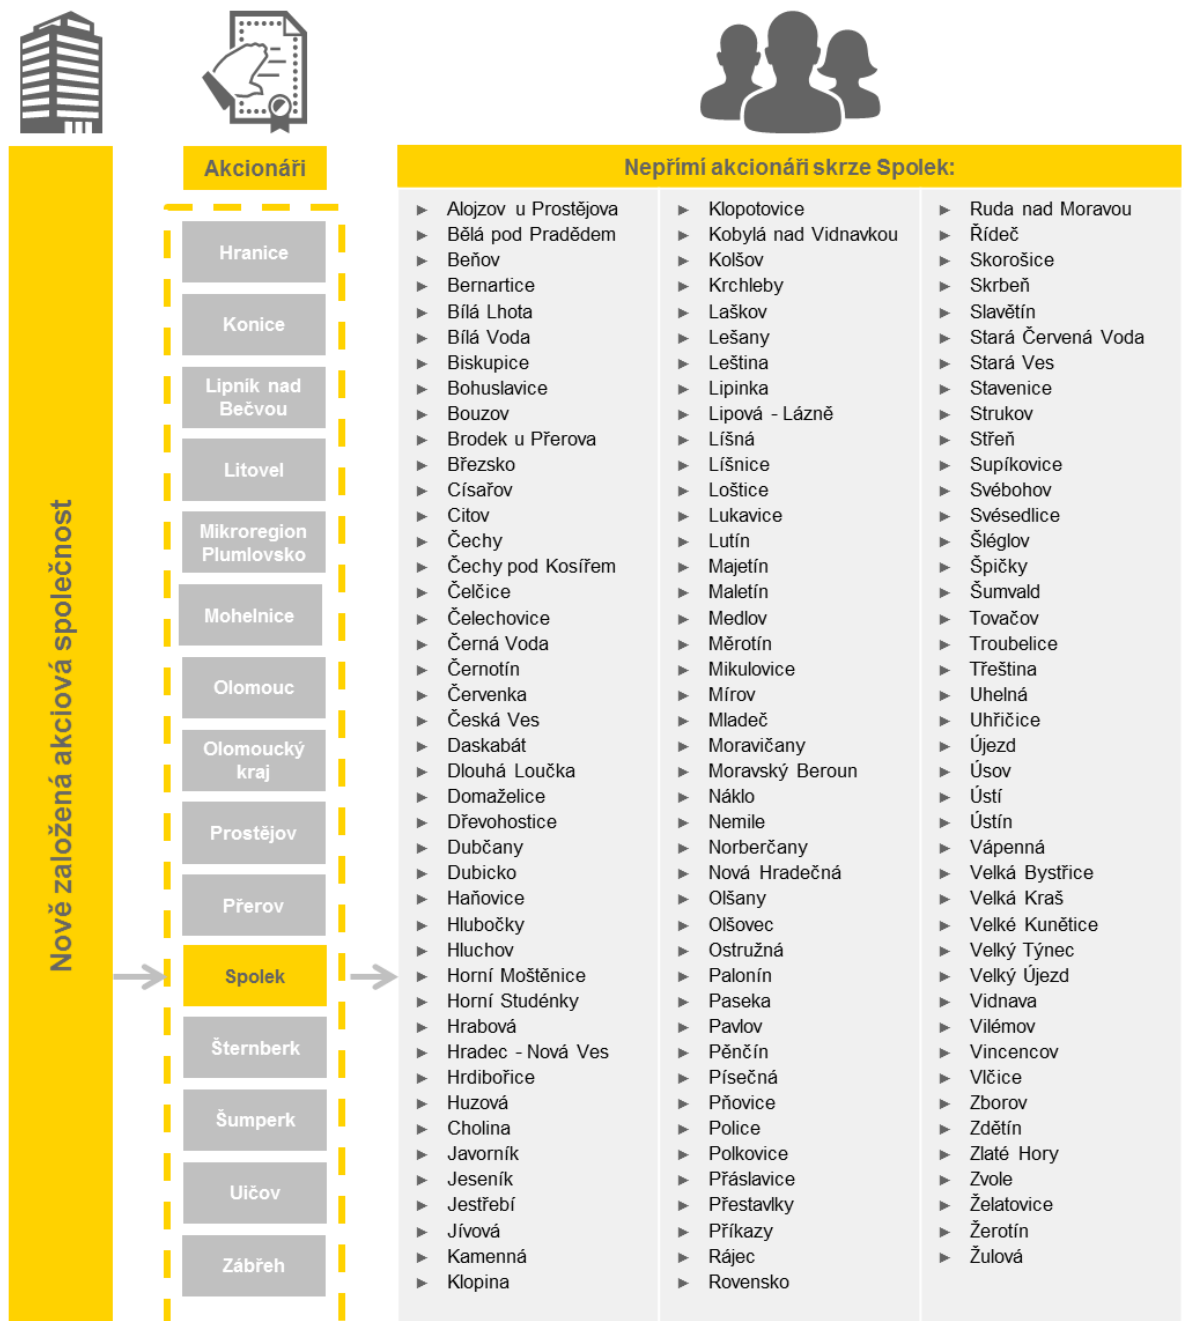 Akcionáři
Nepřímí akcionáři skrze Spolek:
Nově založená akciová společnost
Hranice
Konice
Lipník nad
Bečvou
Litovel
Mikroregion
Plumlovsko
Mohelnice
Olomouc
Olomoucký
kraj
Prostějov
Přerov
Spolek
Šternberk
Šumperk
Uičov
Zábřeh
► Alojzov u Prostějova
► Bělá pod Pradědem
► Beňov
► Bernartice
► Bílá Lhota
► Bílá Voda
► Biskupice
► Bohuslavice
► Bouzov
► Brodek u Přerova
► Březsko
► Císařov
► Citov
► Čechy
► Čechy pod Kosířem
► Čelčice
► Čelechovice
► Černá Voda
► Černotín
► Červenka
► Česká Ves
► Daskabát
► Dlouhá Loučka
► Domaželice
► Dřevohostice
► Dubčany
► Dubicko
► Haňovice
► Hlubočky
► Hluchov
► Horní Moštěnice
► Horní Studénky
► Hrabová
► Hradec - Nová Ves
► Hrdibořice
► Huzová
► Cholina
► Javorník
► Jeseník
► Jestřebí
► Jívová
► Kamenná
► Klopina
► Klopotovice
► Kobylá nad Vidnavkou
► Kolšov
► Krchleby
► Laškov
► Lešany
► Leština
► Lipinka
► Lipová - Lázně
► Líšná
► Líšnice
► Loštice
► Lukavice
► Lutín
► Majetín
► Maletín
► Medlov
► Měrotín
► Mikulovice
► Mírov
► Mladeč
► Moravičany
► Moravský Beroun
► Náklo
► Nemile
► Norberčany
► Nová Hradečná
► Olšany
► Olšovec
► Ostružná
► Palonín
► Paseka
► Pavlov
► Pěnčín
► Písečná
► Pňovice
► Police
► Polkovice
► Přáslavice
► Přestavlky
► Příkazy
► Rájec
► Rovensko
► Ruda nad Moravou
► Řídeč
► Skorošice
► Skrbeň
► Slavětín
► Stará Červená Voda
► Stará Ves
► Stavenice
► Strukov
► Střeň
► Supíkovice
► Svébohov
► Svésedlice
► Šléglov
► Špičky
► Šumvald
► Tovačov
► Troubelice
► Třeština
► Uhelná
► Uhřičice
► Újezd
► Úsov
► Ústí
► Ústín
► Vápenná
► Velká Bystřice
► Velká Kraš
► Velké Kunětice
► Velký Týnec
► Velký Újezd
► Vidnava
► Vilémov
► Vincencov
► Vlčice
► Zborov
► Zdětín
► Zlaté Hory
► Zvole
► Želatovice
► Žerotín
► Žulová